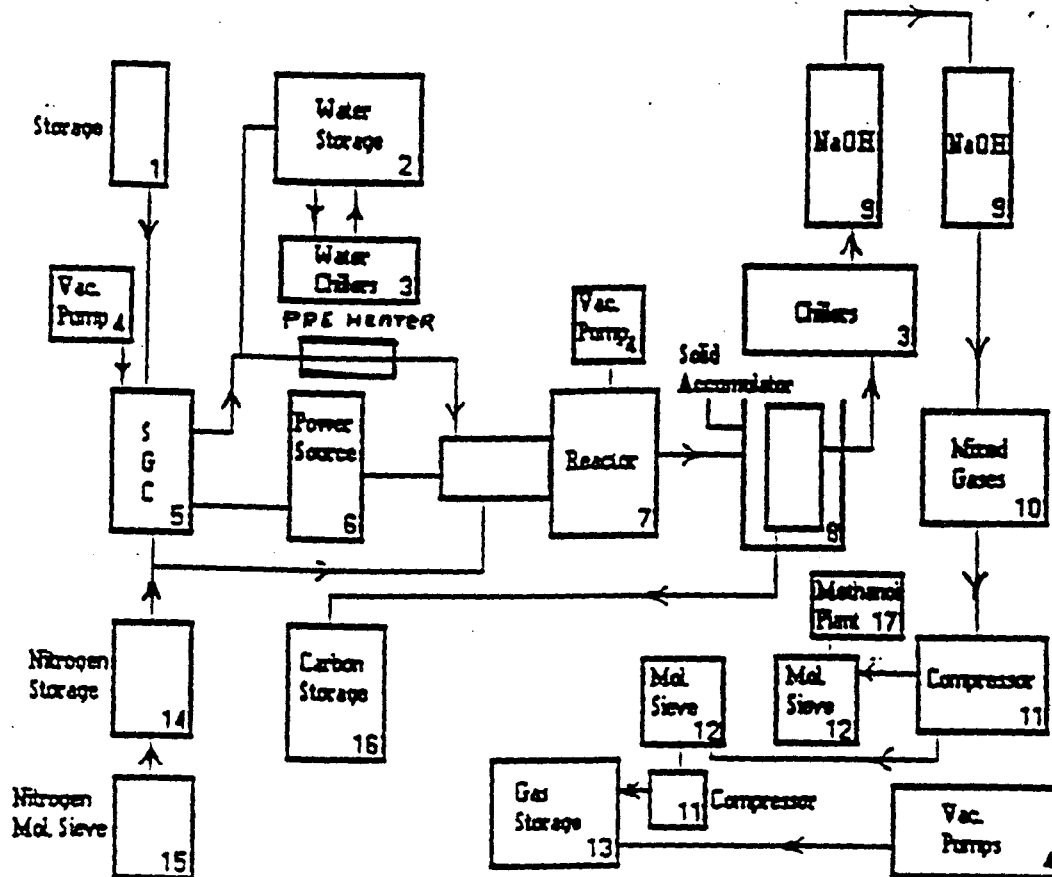 Storage
1
Water
Storage
2
Water
Chillers
3
PRE HEATER
Vac.
Pump
4
S
G
C
5
Power
Source
6
Vac.
Pump
4
Reactor
7
Solid
Accumulator
8
NaOH
9
NaOH
9
Chillers
3
Mixed
Gases
10
Methanol
Plant 17
Compressor
11
Mol.
Sieve
12
Mol.
Sieve
12
Nitrogen
Storage
14
Carbon
Storage
16
Nitrogen
Mol. Sieve
15
Gas
Storage
13
11
Compressor
Vac.
Pumps
4